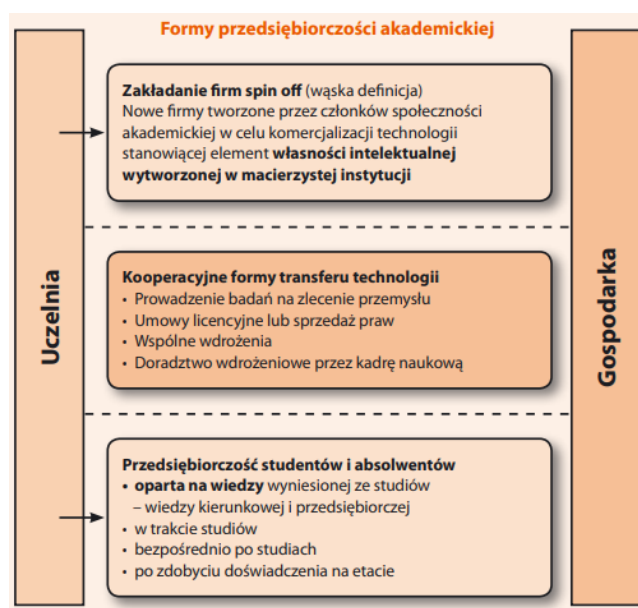 Formy przedsiębiorczości akademickiej
Uczelnia
Zakładanie firm spin off (wąska definicja)
Nowe firmy tworzone przez członków społeczności
akademickiej w celu komercjalizacji technologii
stanowiącej element własności intelektualnej
wytworzonej w macierzystej instytucji
Kooperacyjne formy transferu technologii
• Prowadzenie badań na zlecenie przemysłu
• Umowy licencyjne lub sprzedaż praw
• Wspólne wdrożenia
• Doradztwo wdrożeniowe przez kadrę naukową
Przedsiębiorczość studentów i absolwentów
• oparta na wiedzy wyniesionej ze studiów
– wiedzy kierunkowej i przedsiębiorczej
• w trakcie studiów
• bezpośrednio po studiach
• po zdobyciu doświadczenia na etacie
Gospodarka